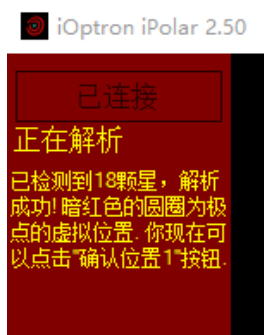 iOptron iPolar 2.50
已连接
正在解析
已检测到18颗星，解析
成功!暗红色的圆圈为极
点的虚拟位置.你现在可
以点击"确认位置1"按钮.